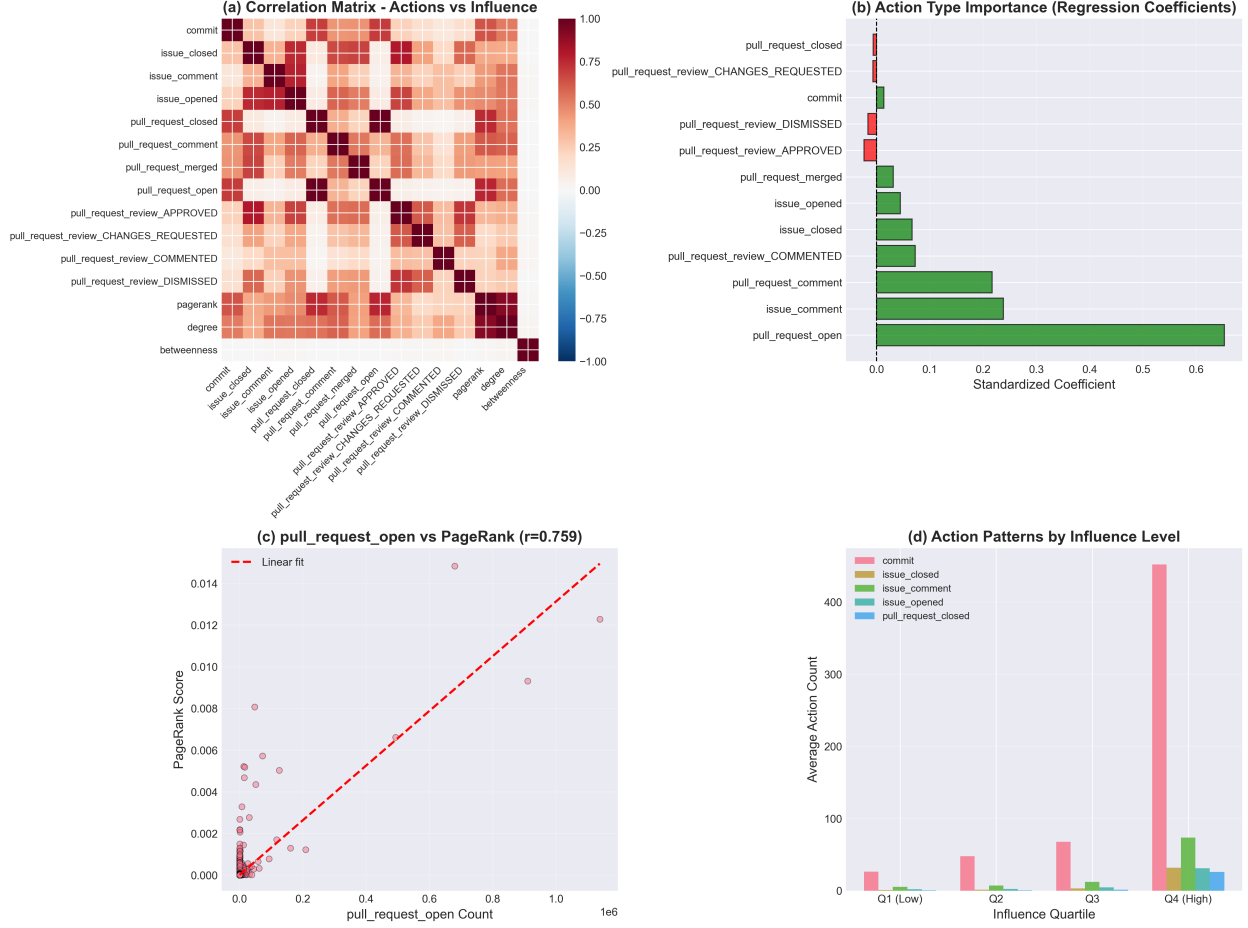 (a) Correlation Matrix - Actions vs Influence
commit
issue_closed
issue_comment
issue_opened
pull_request_closed
pull_request_comment
pull_request_merged
pull_request_open
pull_request_review_APPROVED
pull_request_review_CHANGES_REQUESTED
pull_request_review_COMMENTED
pull_request_review_DISMISSED
pagerank
degree
betweenness
commit
issue_closed
issue_comment
issue_opened
pull_request_closed
pull_request_comment
pull_request_merged
pull_request_open
pull_request_review_APPROVED
pull_request_review_CHANGES_REQUESTED
pull_request_review_COMMENTED
pull_request_review_DISMISSED
pagerank
degree
betweenness
1.00
0.75
0.50
0.25
0.00
−0.25
−0.50
−0.75
−1.00
(b) Action Type Importance (Regression Coefficients)
pull_request_closed
pull_request_review_CHANGES_REQUESTED
commit
pull_request_review_DISMISSED
pull_request_review_APPROVED
pull_request_merged
issue_opened
issue_closed
pull_request_review_COMMENTED
pull_request_comment
issue_comment
pull_request_open
0.0 0.1 0.2 0.3 0.4 0.5 0.6
Standardized Coefficient
(c) pull_request_open vs PageRank (r=0.759)
Linear fit
PageRank Score
0.014
0.012
0.010
0.008
0.006
0.004
0.002
0.000
0.0 0.2 0.4 0.6 0.8 1.0
1e6
pull_request_open Count
(d) Action Patterns by Influence Level
commit
issue_closed
issue_comment
issue_opened
pull_request_closed
Average Action Count
400
300
200
100
0
Q1 (Low) Q2 Q3 Q4 (High)
Influence Quartile